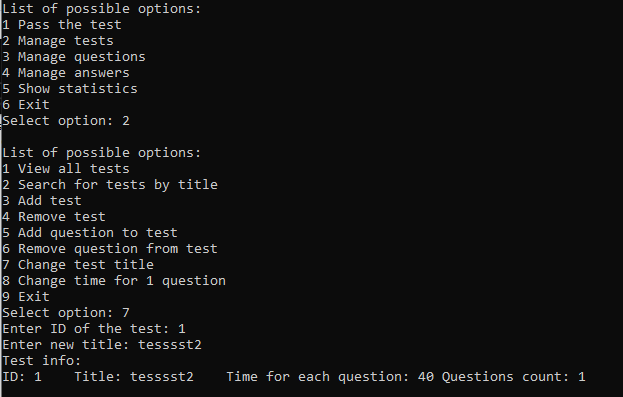 List of possible options:
1 Pass the test
2 Manage tests
3 Manage questions
4 Manage answers
5 Show statistics
6 Exit
Select option: 2

List of possible options:
1 View all tests
2 Search for tests by title
3 Add test
4 Remove test
5 Add question to test
6 Remove question from test
7 Change test title
8 Change time for 1 question
9 Exit
Select option: 7
Enter ID of the test: 1
Enter new title: tesssst2
Test info:
ID: 1    Title: tesssst2    Time for each question: 40 Questions count: 1